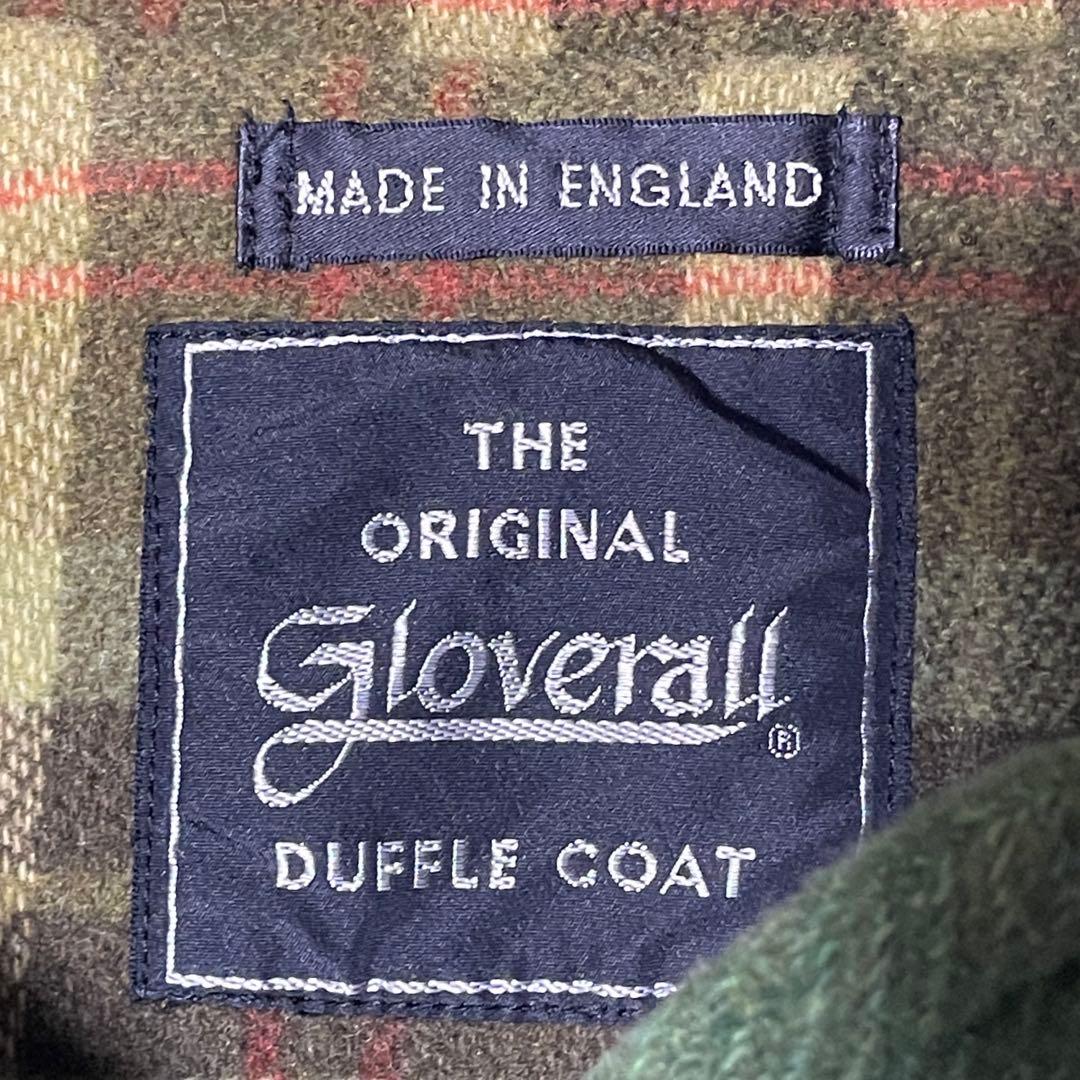 MADE IN ENGLAND
THE
ORIGINAL
Gloverall®
DUFFLE COAT